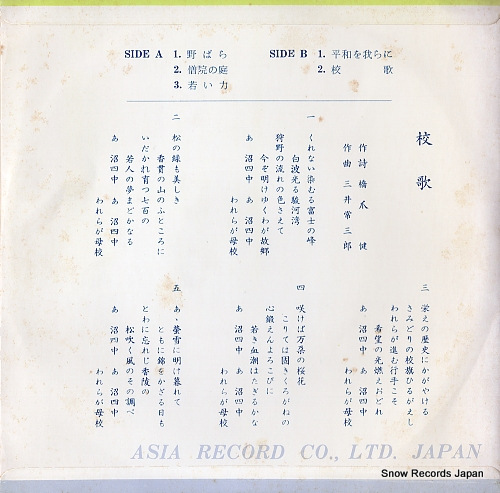 SIDE A 1. 野ばら
2. 僧院の庭
3. 若い力
SIDE B 1. 平和を我らに
2. 校 歌
校 歌
作詩 橋爪 健
作曲 三井常三郎
一 くれない染むる富士の峰
白波光る駿河湾
狩野の流れの色さえて
今ぞ明けゆくわが故郷
あゝ沼四中 あゝ沼四中
われらが母校
二 松の緑も美しき
香貫の山のふところに
いだかれ育つ七百の
若人の夢まどかなる
あゝ沼四中 あゝ沼四中
われらが母校
三 栄えの歴史にかがやける
さみどりの校旗ひるがえし
われらが進む行手こそ
希望の光燃えおどれ
あゝ沼四中 あゝ沼四中
われらが母校
四 咲けば万朶の桜花
こりては固きくろがねの
心鍛えんよろこびに
若き血潮はたぎるかな
あゝ沼四中 あゝ沼四中
われらが母校
五 あゝ螢雪に明け暮れて
ともに錦をかざる日も
とわに忘れじ香陵の
松吹く風のその調べ
あゝ沼四中 あゝ沼四中
われらが母校
ASIA RECORD CO., LTD. JAPAN
Snow Records Japan